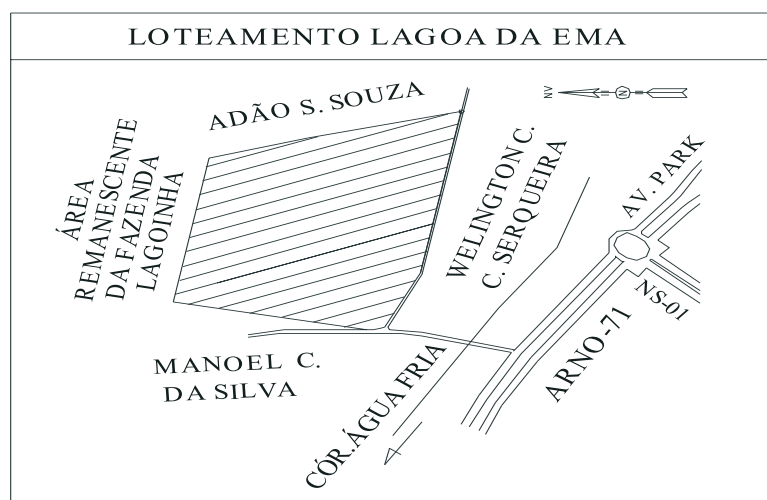 LOTEAMENTO LAGOA DA EMA
ADÃO S. SOUZA
NV
N
ÁREA
REMANESCENTE
DA FAZENDA
LAGOINHA
WELINGTON C.
C. SERQUEIRA
AV. PARK
NS-01
ARNO-71
MANOEL C.
DA SILVA
CÓR.ÁGUA FRIA